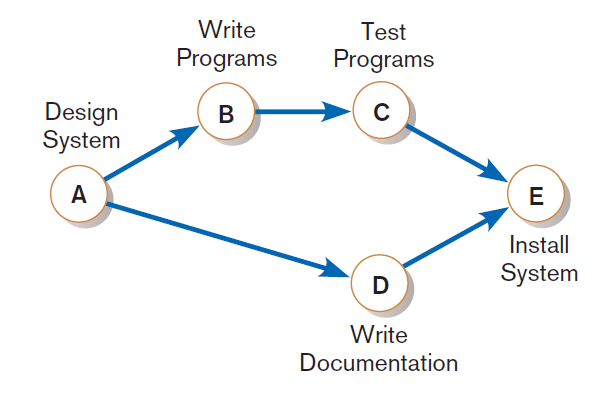 Write
Programs
Test
Programs
Design
System
B
C
A
E
Install
System
D
Write
Documentation